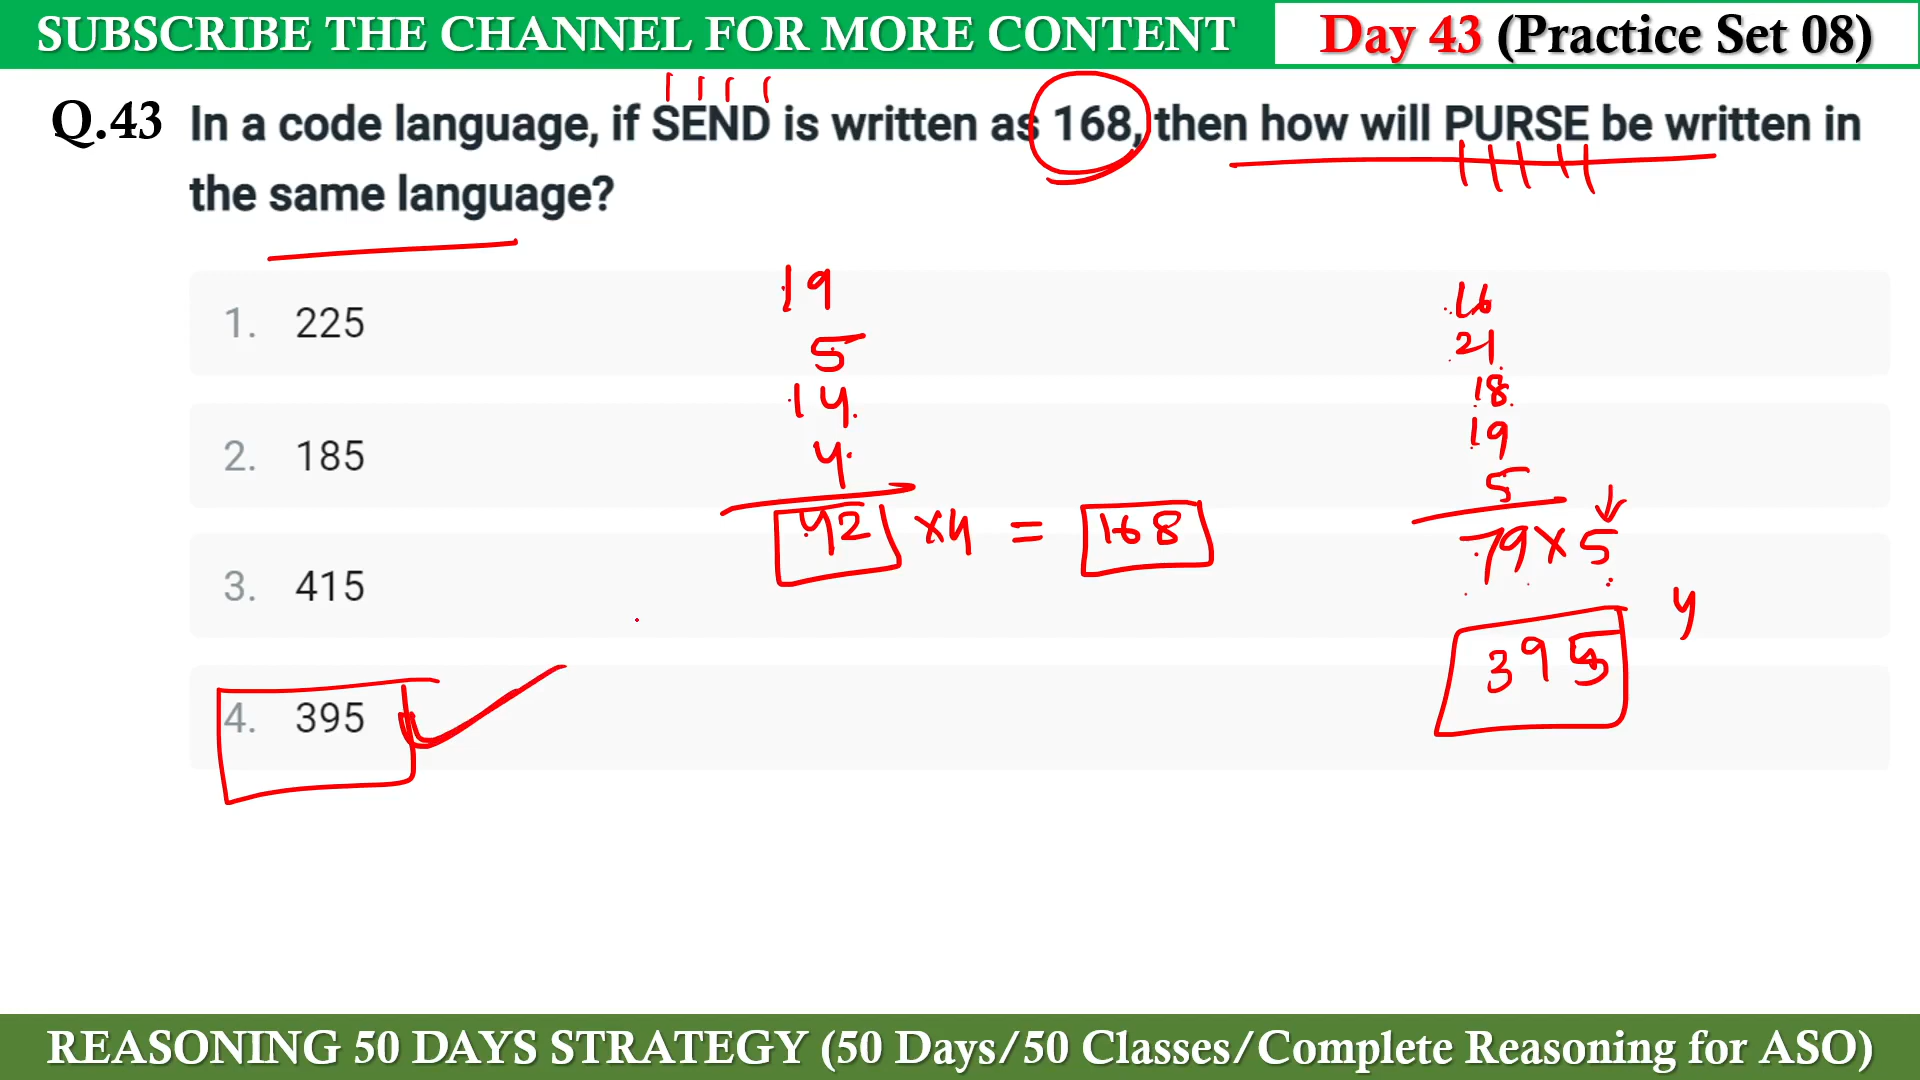 SUBSCRIBE THE CHANNEL FOR MORE CONTENT
Day 43 (Practice Set 08)
Q.43 In a code language, if SEND is written as 168, then how will PURSE be written in
the same language?
1. 225
2. 185
3. 415
4. 395
19
5
14
4
42 ×4 = 168
16
21
18
19
5
79 × 5
4
395
REASONING 50 DAYS STRATEGY (50 Days/50 Classes/Complete Reasoning for ASO)